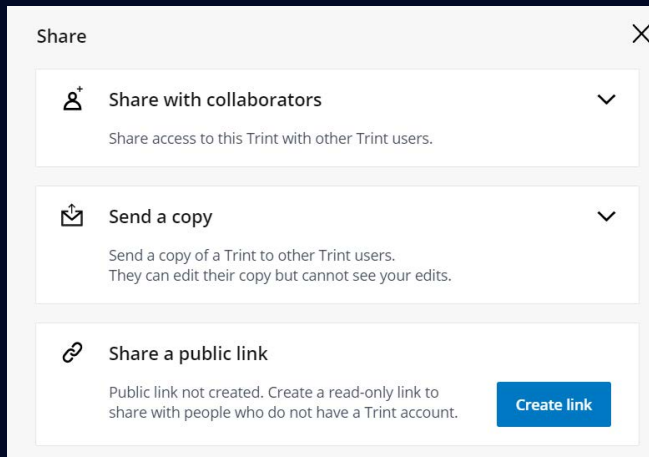 Share
Share with collaborators
Share access to this Trint with other Trint users.
Send a copy
Send a copy of a Trint to other Trint users.
They can edit their copy but cannot see your edits.
Share a public link
Public link not created. Create a read-only link to
share with people who do not have a Trint account.
Create link